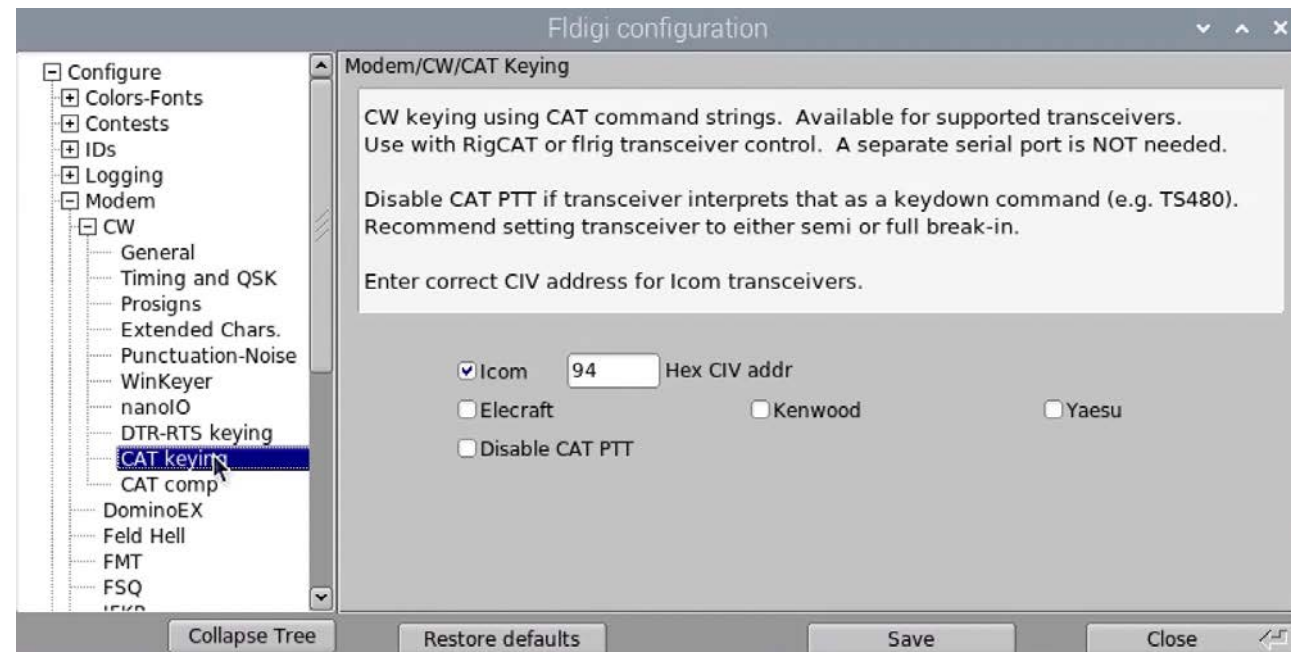 Fldigi configuration
Configure
Colors-Fonts
Contests
IDs
Logging
Modem
CW
General
Timing and QSK
Prosigns
Extended Chars.
Punctuation-Noise
WinKeyer
nanoIO
DTR-RTS keying
CAT keying
CAT comp
DominoEX
Feld Hell
FMT
FSQ
Collapse Tree
Modem/CW/CAT Keying
CW keying using CAT command strings. Available for supported transceivers.
Use with RigCAT or flrig transceiver control. A separate serial port is NOT needed.
Disable CAT PTT if transceiver interprets that as a keydown command (e.g. TS480).
Recommend setting transceiver to either semi or full break-in.
Enter correct CIV address for Icom transceivers.
Icom 94 Hex CIV addr
Elecraft Kenwood Yaesu
Disable CAT PTT
Restore defaults Save Close